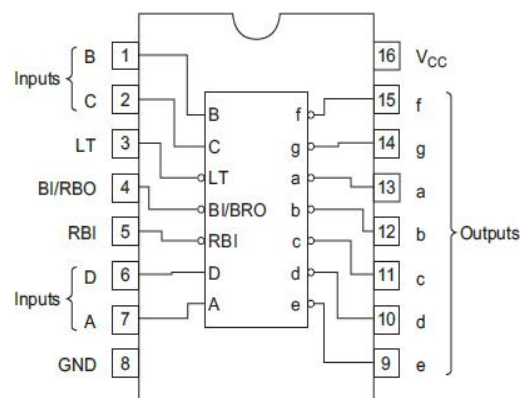 B 1 16 VCC
Inputs
C 2 15 f
B f
LT 3 C g 14 g
LT a
BI/RBO 4 13 a
BI/BRO b
RBI 5 12 b
RBI c Outputs
D 6 D d 11 c
Inputs
A 7 A e 10 d
GND 8 9 e